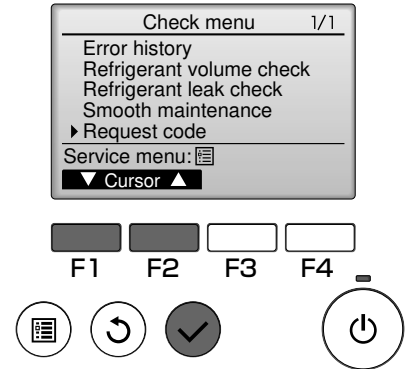 Check menu 1/1
Error history
Refrigerant volume check
Refrigerant leak check
Smooth maintenance
Request code
Service menu:
Cursor
F1 F2 F3 F4